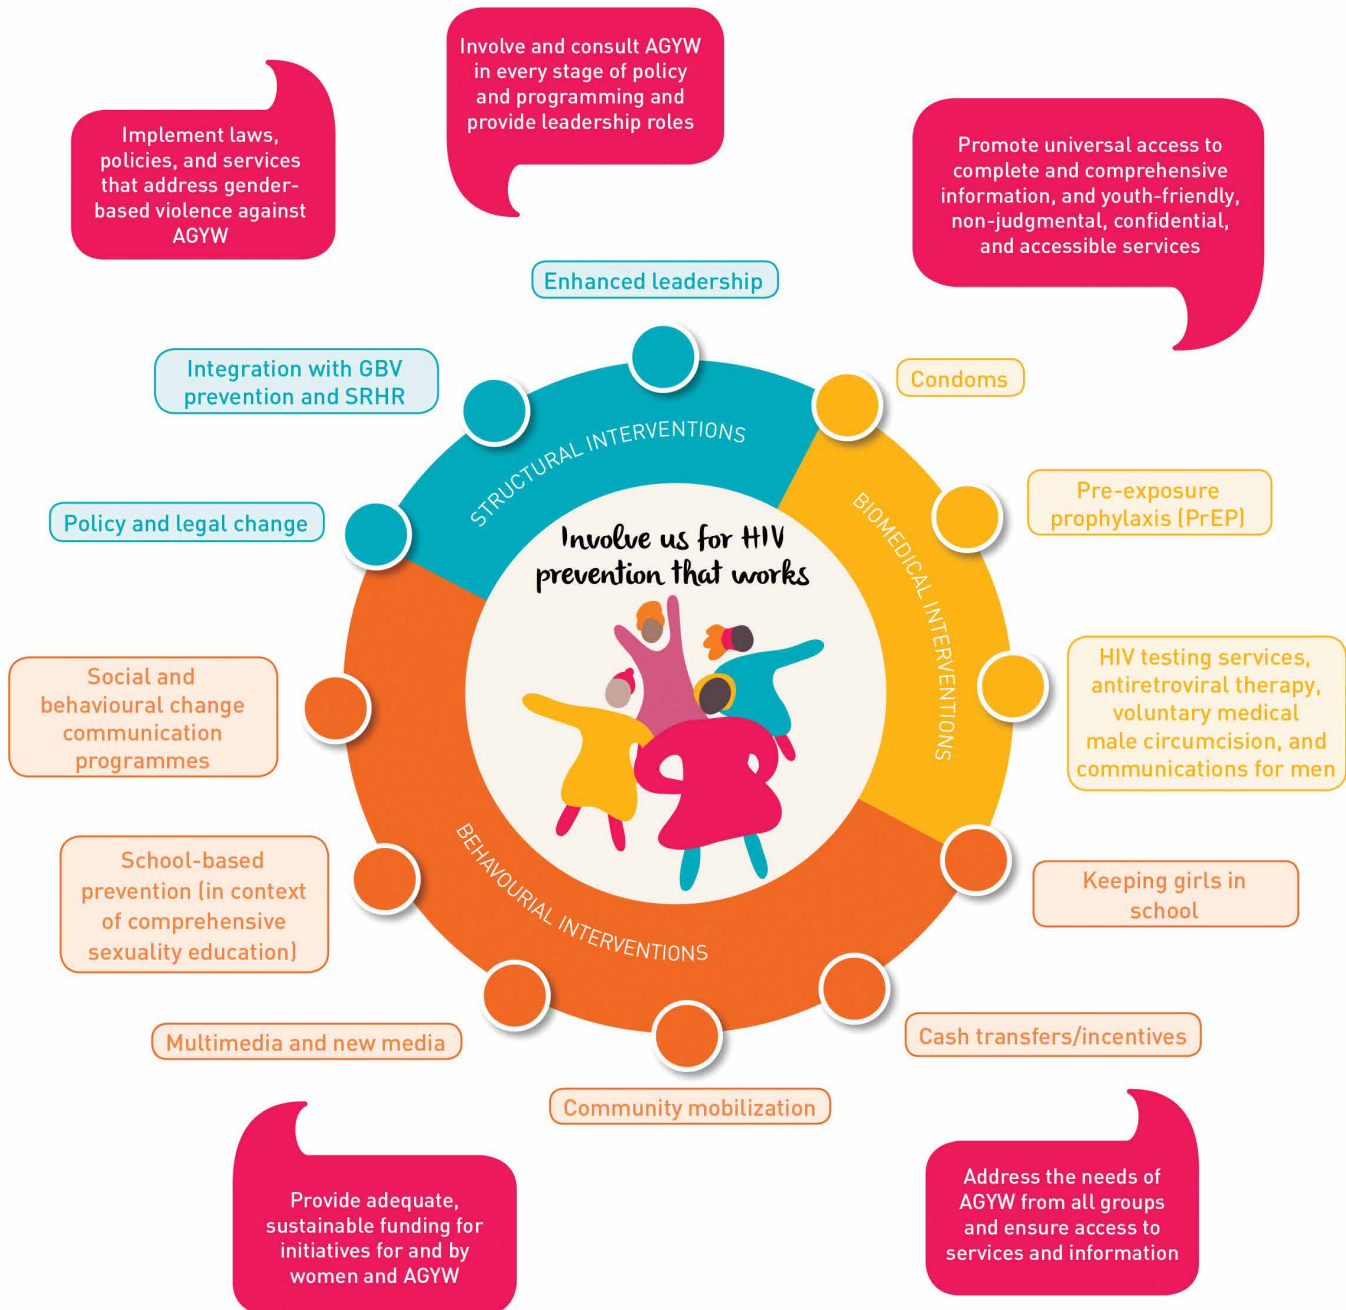 Involve and consult AGYW
in every stage of policy
and programming and
provide leadership roles
Implement laws,
policies, and services
that address gender-
based violence against
AGYW
Promote universal access to
complete and comprehensive
information, and youth-friendly,
non-judgmental, confidential,
and accessible services
Enhanced leadership
Integration with GBV
prevention and SRHR
Policy and legal change
Condoms
Pre-exposure
prophylaxis (PrEP)
HIV testing services,
antiretroviral therapy,
voluntary medical
male circumcision, and
communications for men
STRUCTURAL INTERVENTIONS
BIOMEDICAL INTERVENTIONS
Involve us for HIV
prevention that works
BEHAVOURIAL INTERVENTIONS
Social and
behavioural change
communication
programmes
School-based
prevention (in context
of comprehensive
sexuality education)
Keeping girls in
school
Multimedia and new media
Cash transfers/incentives
Community mobilization
Provide adequate,
sustainable funding for
initiatives for and by
women and AGYW
Address the needs of
AGYW from all groups
and ensure access to
services and information